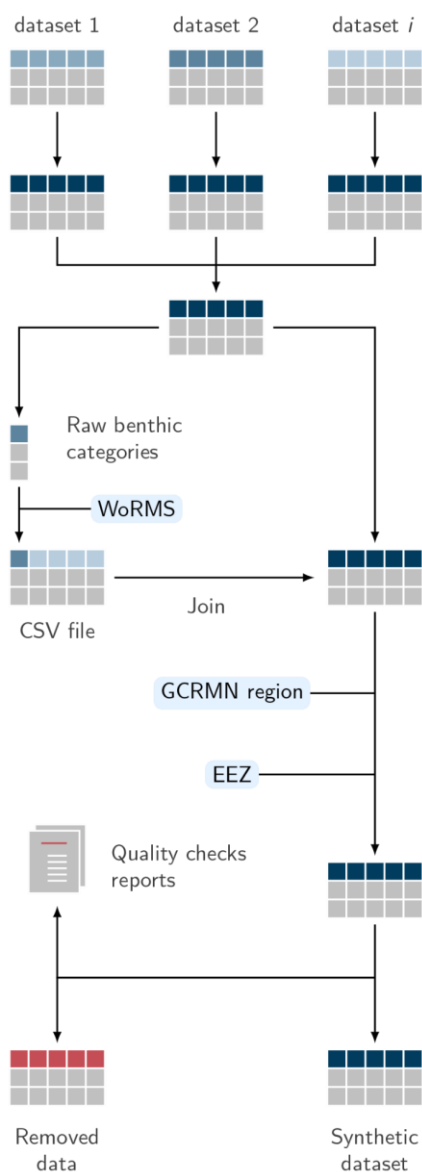 dataset 1
dataset 2
dataset i
Raw benthic
categories
WoRMS
CSV file
Join
GCRMN region
EEZ
Quality checks
reports
Removed
data
Synthetic
dataset